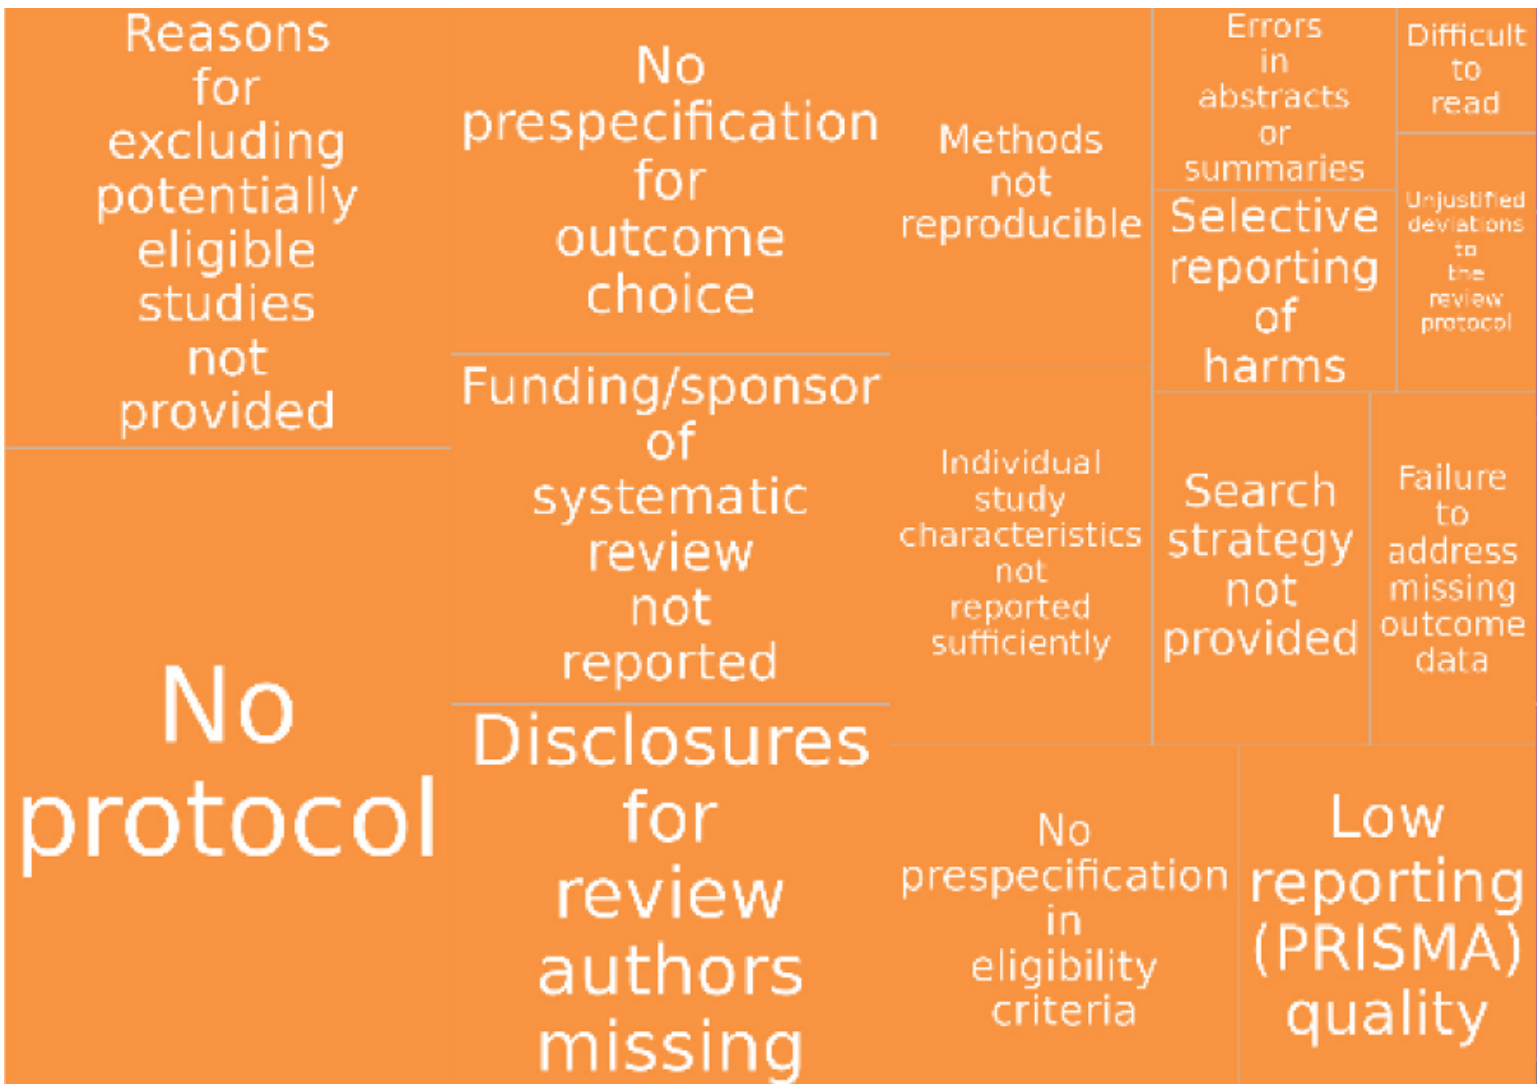 Reasons
for
excluding
potentially
eligible
studies
not
provided
No
protocol
No
prespecification
for
outcome
choice
Funding/sponsor
of
systematic
review
not
reported
Disclosures
for
review
authors
missing
Methods
not
reproducible
Individual
study
characteristics
not
reported
sufficiently
Errors
in
abstracts
or
summaries
Difficult
to
read
Selective
reporting
of
harms
Unjustified
deviations
to
the
review
protocol
Search
strategy
not
provided
Failure
to
address
missing
outcome
data
No
prespecification
in
eligibility
criteria
Low
reporting
(PRISMA)
quality